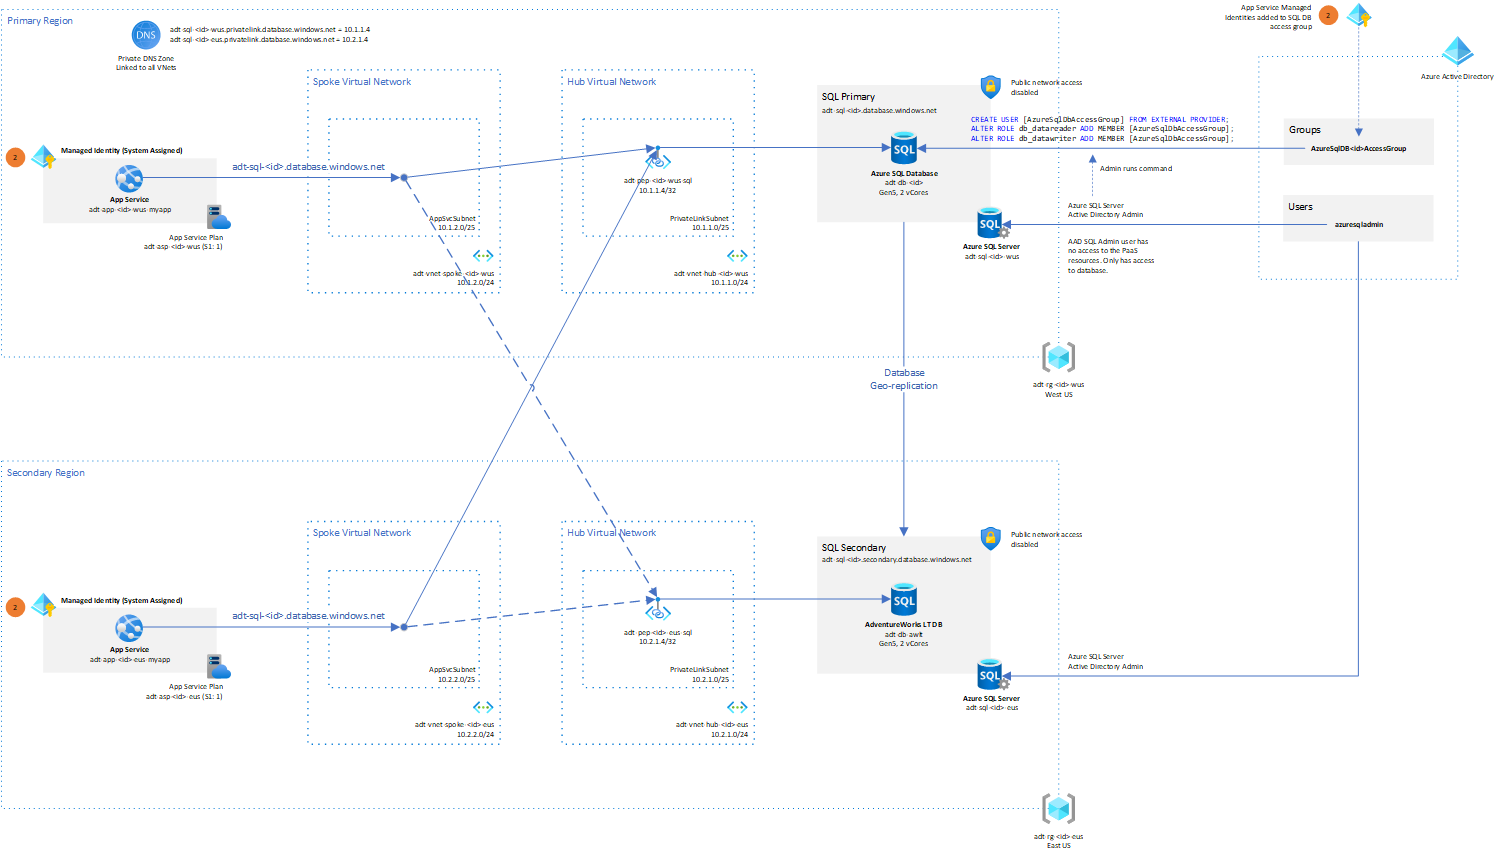 Primary Region
DNS
adt-sql-<id>-wus.privatelink.database.windows.net = 10.1.1.4
adt-sql-<id>-eus.privatelink.database.windows.net = 10.2.1.4
Private DNS Zone
Linked to all VNets
App Service Managed
Identities added to SQL DB
access group
2
Azure Active Directory
Spoke Virtual Network
Hub Virtual Network
Public network access
disabled
SQL Primary
adt-sql-<id>.database.windows.net
CREATE USER [AzureSqlDbAccessGroup] FROM EXTERNAL PROVIDER;
ALTER ROLE db_datareader ADD MEMBER [AzureSqlDbAccessGroup];
ALTER ROLE db_datawriter ADD MEMBER [AzureSqlDbAccessGroup];
Groups
AzureSqlDB<id>AccessGroup
2
Managed Identity (System Assigned)
adt-sql-<id>.database.windows.net
App Service
adt-app-<id>-wus-myapp
App Service Plan
adt-asp-<id>-wus (S1: 1)
AppSvcSubnet
10.1.2.0/25
adt-vnet-spoke-<id>-wus
10.1.2.0/24
adt-pep-<id>-wus-sql
10.1.1.4/32
PrivateLinkSubnet
10.1.1.0/25
adt-vnet-hub-<id>-wus
10.1.1.0/24
SQL
Azure SQL Database
adt-db-<id>
Gen5, 2 vCores
Admin runs command
Azure SQL Server
Active Directory Admin
Users
azuresqladmin
SQL
Azure SQL Server
adt-sql-<id>-wus
AAD SQL Admin user has
no access to the PaaS
resources. Only has access
to database.
adt-rg-<id>-wus
West US
Database
Geo-replication
Secondary Region
Spoke Virtual Network
Hub Virtual Network
Public network access
disabled
SQL Secondary
adt-sql-<id>.secondary.database.windows.net
2
Managed Identity (System Assigned)
adt-sql-<id>.database.windows.net
App Service
adt-app-<id>-eus-myapp
App Service Plan
adt-asp-<id>-eus (S1: 1)
AppSvcSubnet
10.2.2.0/25
adt-vnet-spoke-<id>-eus
10.2.2.0/24
adt-pep-<id>-eus-sql
10.2.1.4/32
PrivateLinkSubnet
10.2.1.0/25
adt-vnet-hub-<id>-eus
10.2.1.0/24
SQL
AdventureWorks LT DB
adt-db-awlt
Gen5, 2 vCores
Azure SQL Server
Active Directory Admin
SQL
Azure SQL Server
adt-sql-<id>-eus
adt-rg-<id>-eus
East US